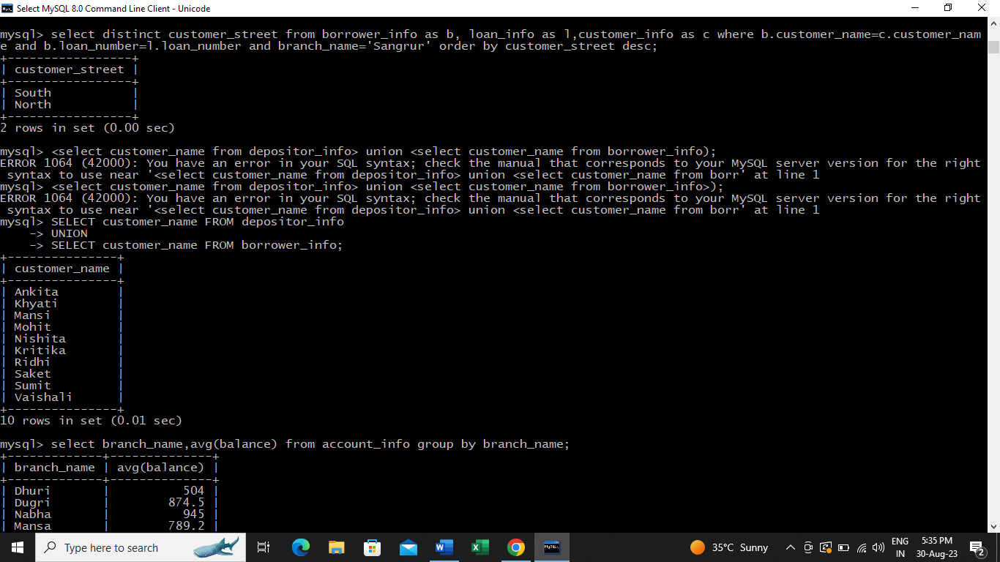 Select MySQL 8.0 Command Line Client - Unicode
mysql> select distinct customer_street from borrower_info as b, loan_info as l,customer_info as c where b.customer_name=c.customer_nam
e and b.loan_number=l.loan_number and branch_name='Sangrur' order by customer_street desc;
+-----------------+
| customer_street |
+-----------------+
| South           |
| North           |
+-----------------+
2 rows in set (0.00 sec)
mysql> <select customer_name from depositor_info> union <select customer_name from borrower_info);
ERROR 1064 (42000): You have an error in your SQL syntax; check the manual that corresponds to your MySQL server version for the right
 syntax to use near '<select customer_name from depositor_info> union <select customer_name from borr' at line 1
mysql> <select customer_name from depositor_info> union <select customer_name from borrower_info>);
ERROR 1064 (42000): You have an error in your SQL syntax; check the manual that corresponds to your MySQL server version for the right
 syntax to use near '<select customer_name from depositor_info> union <select customer_name from borr' at line 1
mysql> SELECT customer_name FROM depositor_info
    -> UNION
    -> SELECT customer_name FROM borrower_info;
+---------------+
| customer_name |
+---------------+
| Ankita        |
| Khyati        |
| Mansi         |
| Mohit         |
| Nishita       |
| Kritika       |
| Ridhi         |
| Saket         |
| Sumit         |
| Vaishali      |
+---------------+
10 rows in set (0.01 sec)
mysql> select branch_name,avg(balance) from account_info group by branch_name;
+-------------+--------------+
| branch_name | avg(balance) |
+-------------+--------------+
| Dhuri       |          504 |
| Dugri       |        874.5 |
| Nabha       |          945 |
| Mansa       |        789.2 |
Type here to search
35°C Sunny
ENG
IN
5:35 PM
30-Aug-23
2